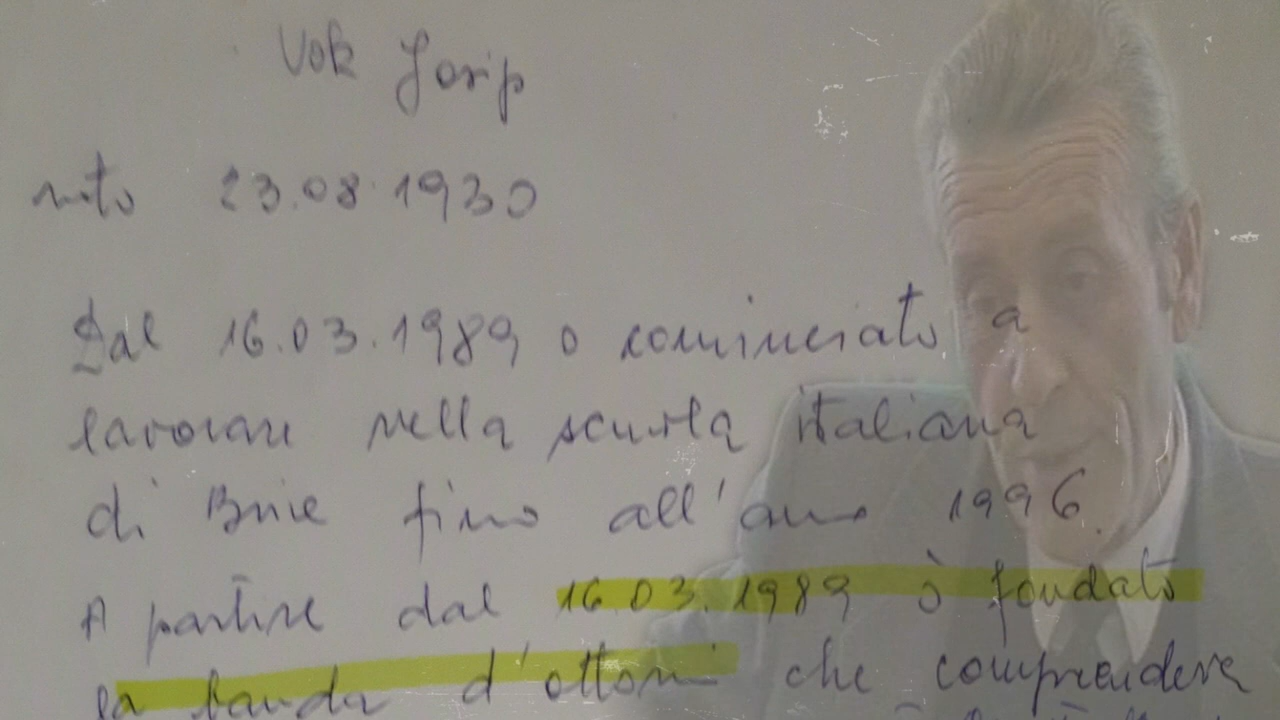 Vok Josip
nato 23.08.1930
Dal 16.03.1989 o cominciato a
lavorare nella scuola italiana
di Buie fino all'anno 1996.
A partire dal 16.03.1989 ò fondato
la banda d'ottoni che comprendeva